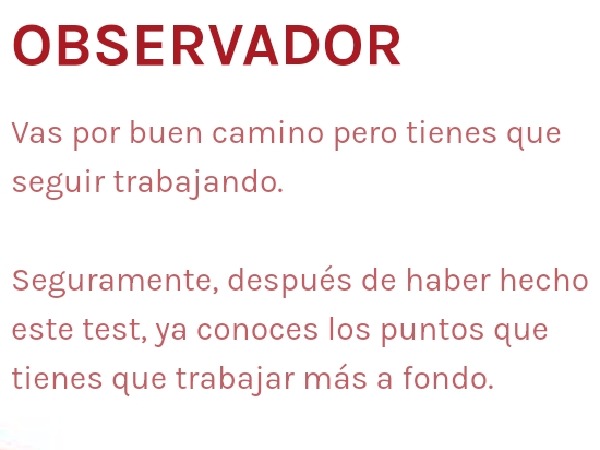 OBSERVADOR
Vas por buen camino pero tienes que
seguir trabajando.
Seguramente, después de haber hecho
este test, ya conoces los puntos que
tienes que trabajar más a fondo.